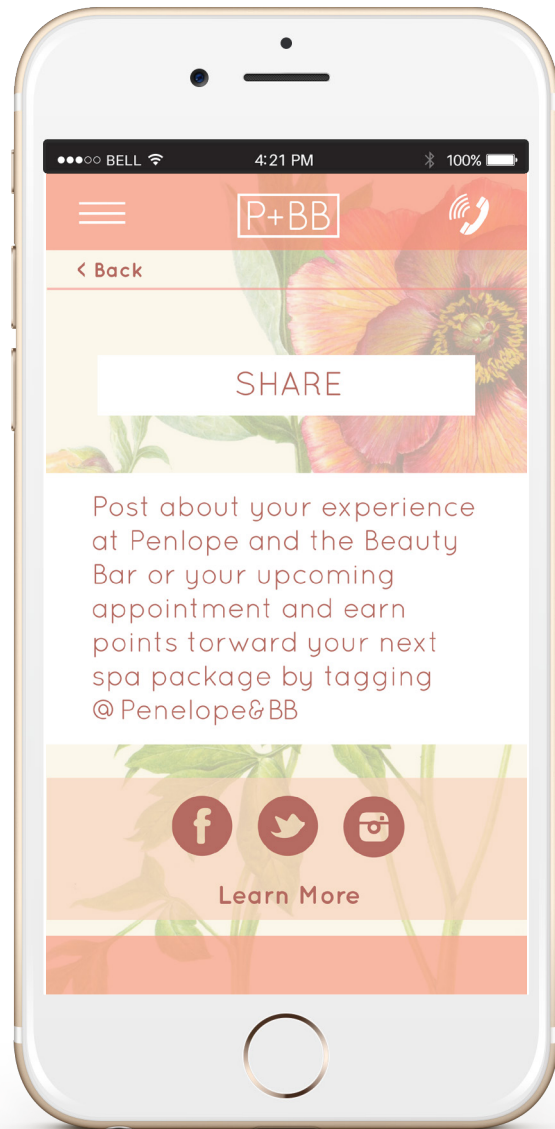 BELL 4:21 PM 100%
P+BB
< Back
SHARE
Post about your experience
at Penlope and the Beauty
Bar or your upcoming
appointment and earn
points torward your next
spa package by tagging
@Penelope&BB
f
Learn More